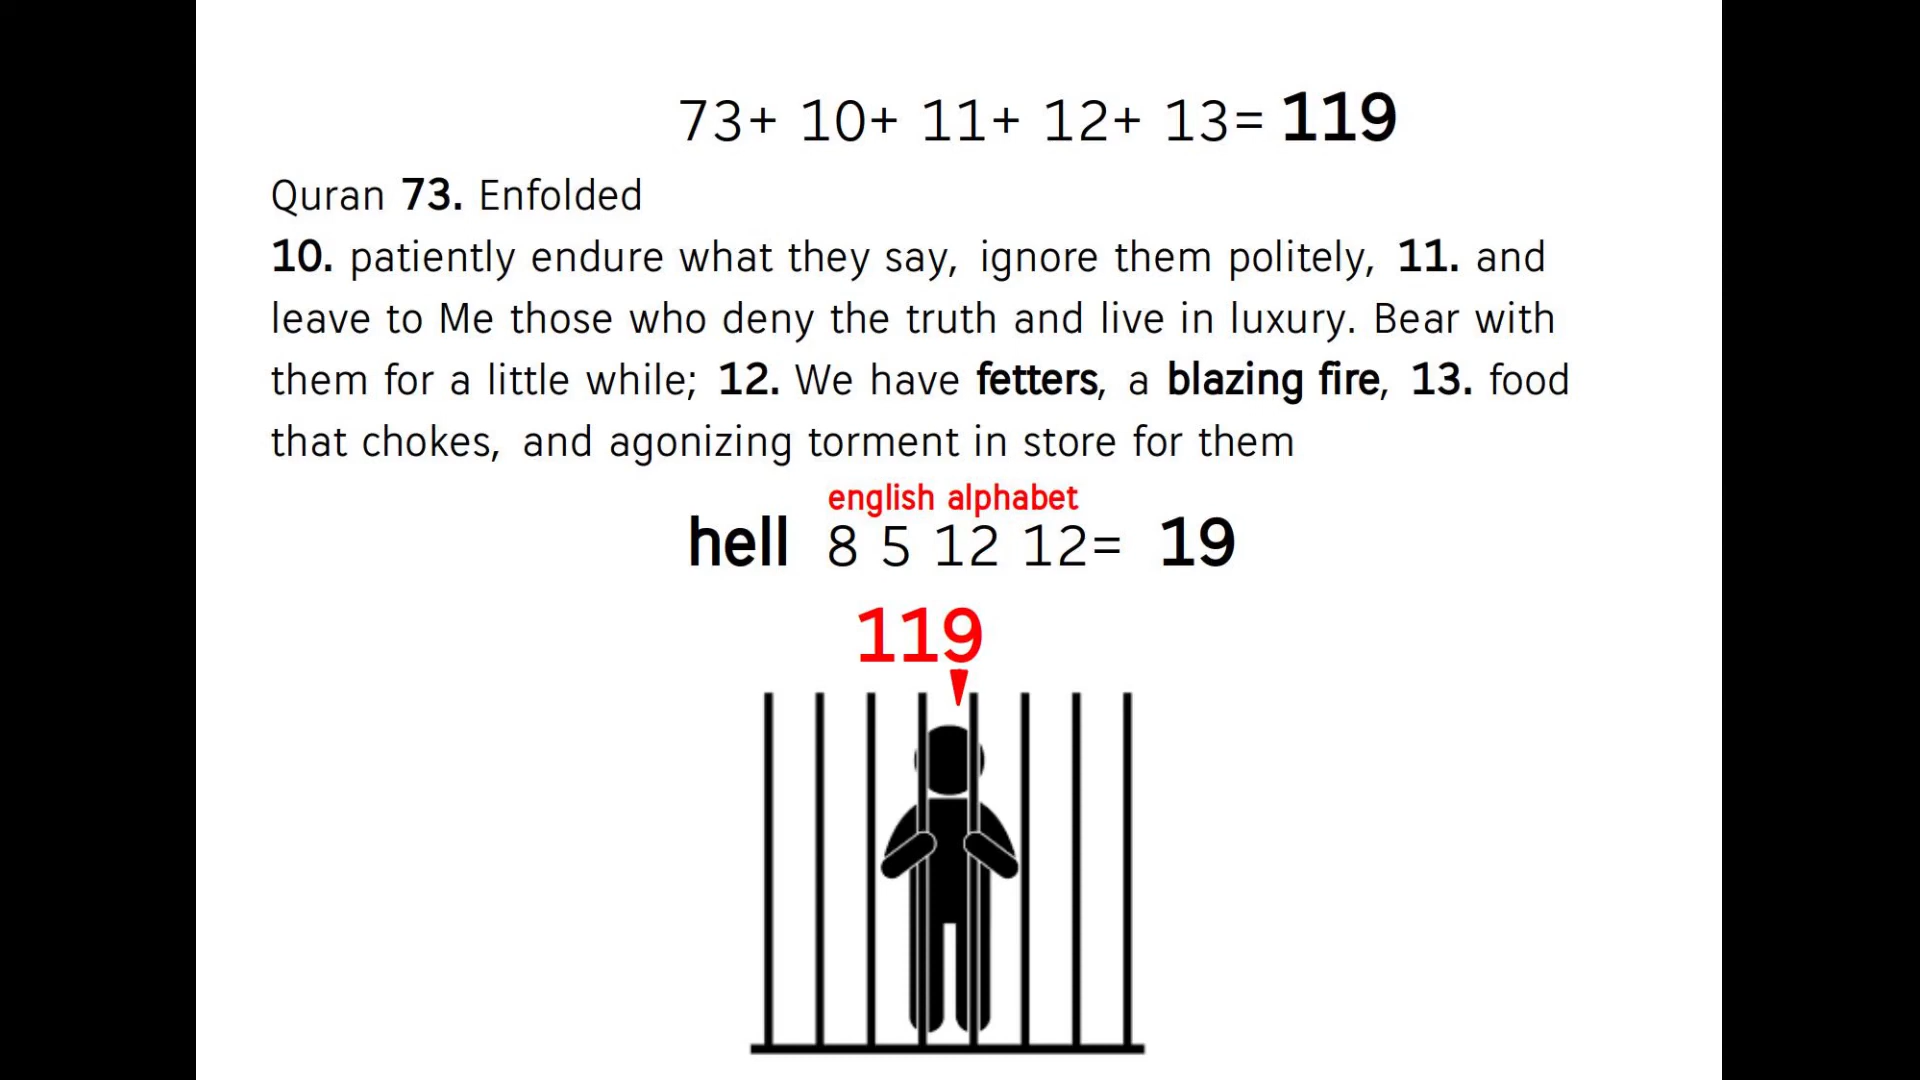 73+ 10+ 11+ 12+ 13= 119
Quran 73. Enfolded
10. patiently endure what they say, ignore them politely, 11. and
leave to Me those who deny the truth and live in luxury. Bear with
them for a little while; 12. We have fetters, a blazing fire, 13. food
that chokes, and agonizing torment in store for them
english alphabet
hell 8 5 12 12= 19
119